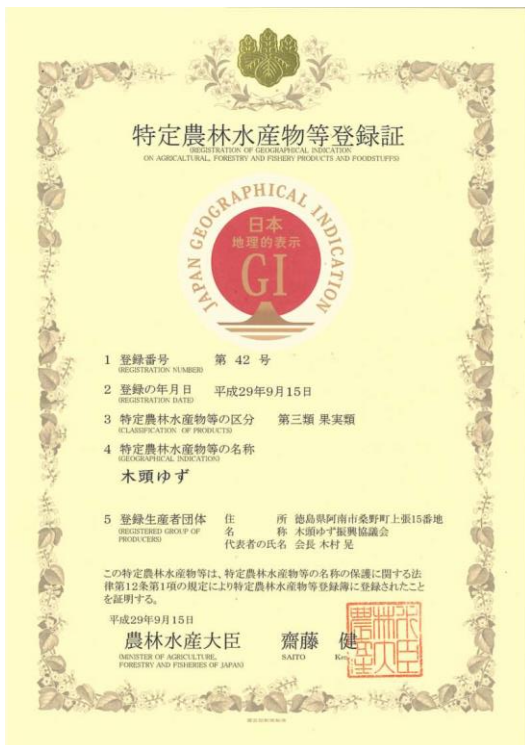 特定農林水産物等登録証
(REGISTRATION OF GEOGRAPHICAL INDICATION
ON AGRICALTURAL, FORESTRY AND FISHERY PRODUCTS AND FOODSTUFFS)
JAPAN GEOGRAPHICAL INDICATION
日本
地理的表示
GI
1 登録番号 第 42 号
(REGISTRATION NUMBER)
2 登録の年月日 平成29年9月15日
(REGISTRATION DATE)
3 特定農林水産物等の区分 第三類 果実類
(CLASSIFICATION OF PRODUCTS)
4 特定農林水産物等の名称
(GEOGRAPHICAL INDICATION)
木頭ゆず
5 登録生産者団体 住 所 徳島県阿南市桑野町上張15番地
(REGISTERED GROUP OF 名 称 木頭ゆず振興協議会
PRODUCERS) 代表者の氏名 会長 木村 晃
この特定農林水産物等は、特定農林水産物等の名称の保護に関する法
律第12条第1項の規定により特定農林水産物等登録簿に登録されたこと
を証明する。
平成29年9月15日
農林水産大臣 齋藤 健
(MINISTER OF AGRICULTURE, SAITO Ken
FORESTRY AND FISHERIES OF JAPAN)